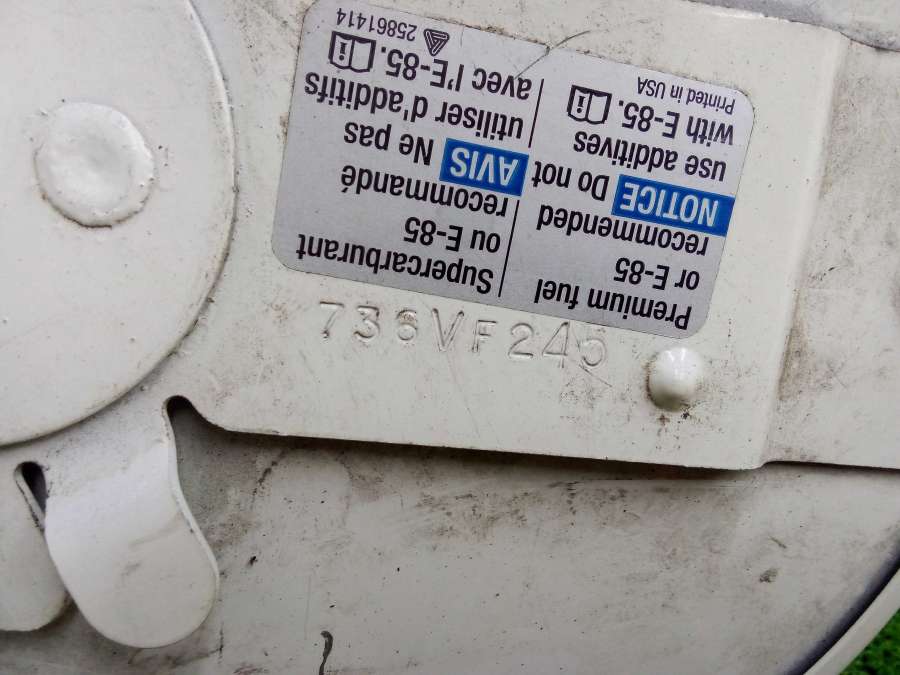 Premium fuel
or E-85
recommended
NOTICE Do not
use additives
with E-85.
Printed in USA
Supercarburant
ou E-85
recommandé
AVIS Ne pas
utiliser d'additifs
avec l'E-85.
25861414
736VF245